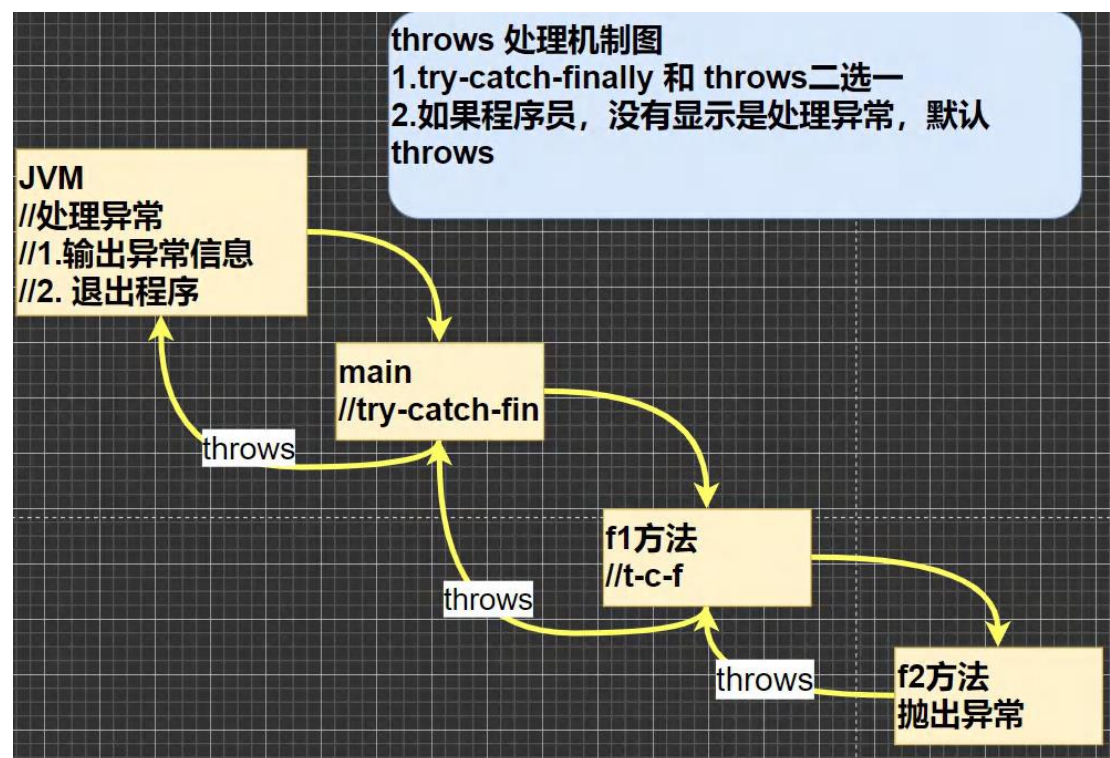 throws 处理机制图
1.try-catch-finally 和 throws二选一
2.如果程序员，没有显示是处理异常，默认
throws
JVM
//处理异常
//1.输出异常信息
//2. 退出程序
main
//try-catch-fin
throws
f1方法
//t-c-f
throws
f2方法
抛出异常
throws